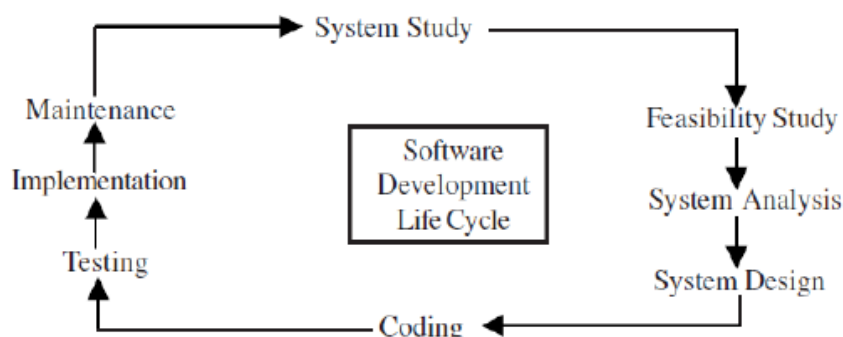 System Study
Maintenance
Feasibility Study
Software
Development
Life Cycle
Implementation
System Analysis
Testing
System Design
Coding